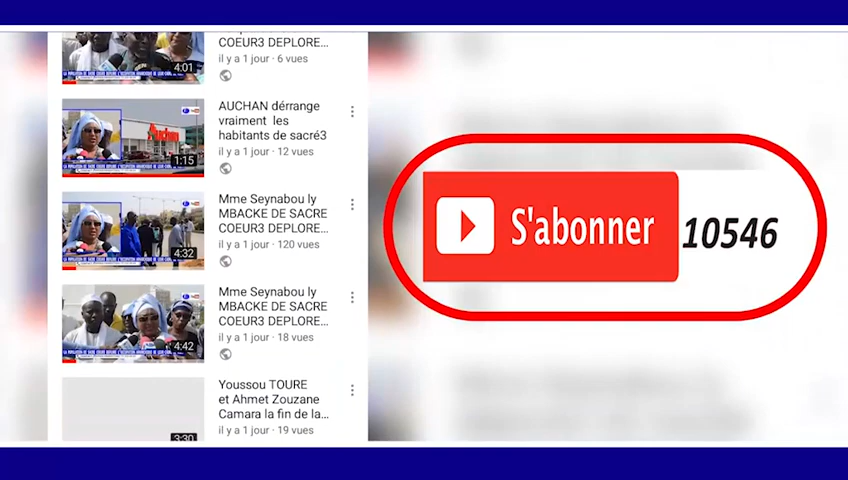 COEUR3 DEPLORE...
il y a 1 jour · 6 vues
4:01
AUCHAN dérrange
vraiment les
habitants de sacré3
il y a 1 jour · 12 vues
Auchan
1:15
Mme Seynabou ly
MBACKE DE SACRE
COEUR3 DEPLORE...
il y a 1 jour · 120 vues
4:32
Mme Seynabou ly
MBACKE DE SACRE
COEUR3 DEPLORE...
il y a 1 jour · 18 vues
4:42
Youssou TOURE
et Ahmet Zouzane
Camara la fin de la...
il y a 1 jour · 19 vues
3:30
S'abonner
10546